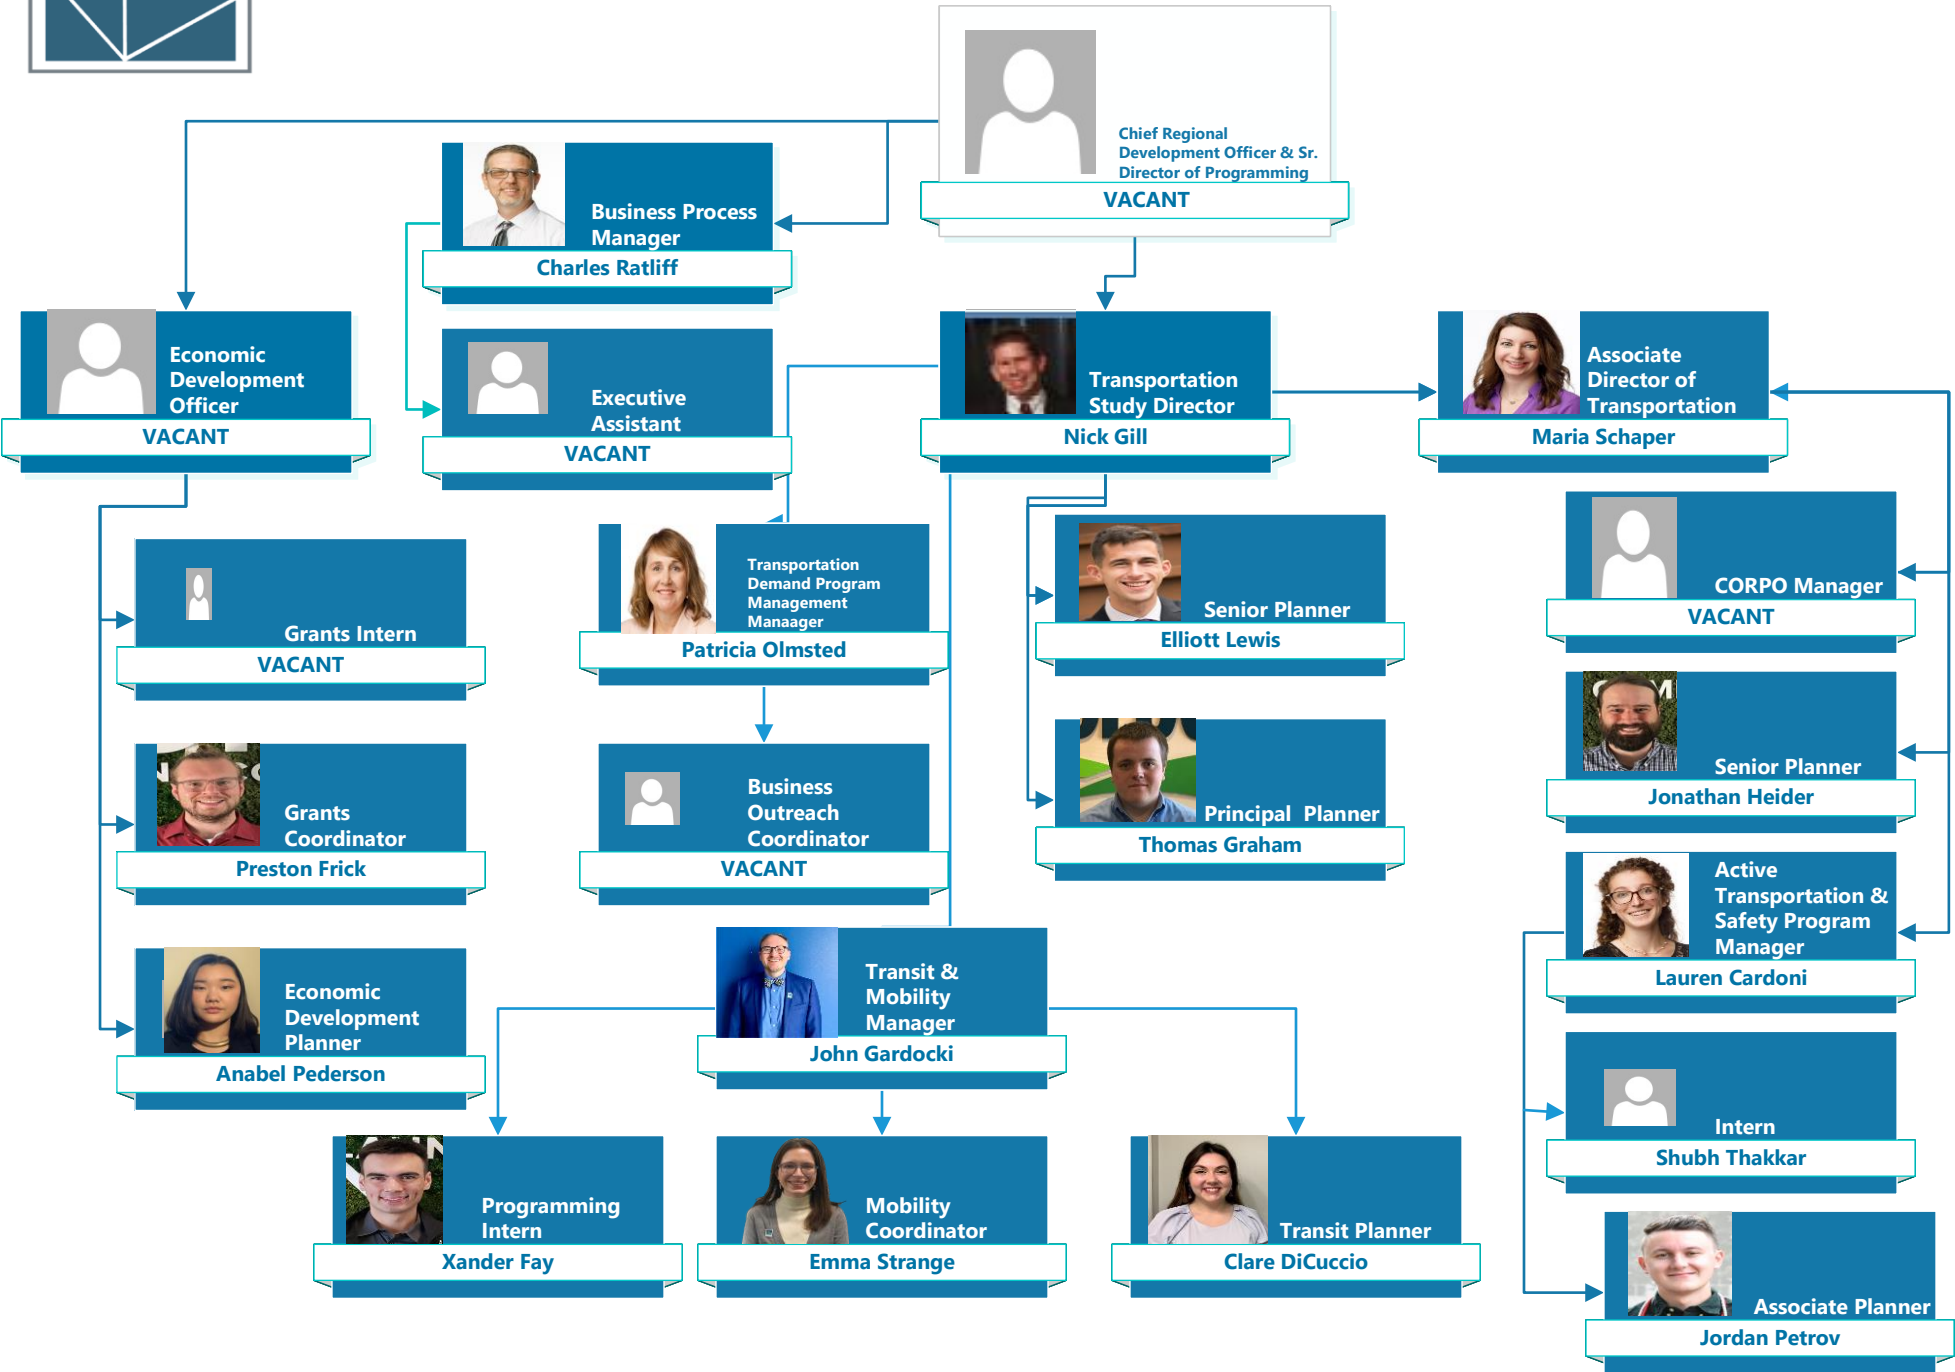 Chief Regional
Development Officer & Sr.
Director of Programming
VACANT
Business Process
Manager
Charles Ratliff
Economic
Development
Officer
VACANT
Executive
Assistant
VACANT
Transportation
Study Director
Nick Gill
Associate
Director of
Transportation
Maria Schaper
Grants Intern
VACANT
Transportation
Demand Program
Management
Manaager
Patricia Olmsted
Senior Planner
Elliott Lewis
CORPO Manager
VACANT
Grants
Coordinator
Preston Frick
Business
Outreach
Coordinator
VACANT
Principal Planner
Thomas Graham
Senior Planner
Jonathan Heider
Economic
Development
Planner
Anabel Pederson
Transit &
Mobility
Manager
John Gardocki
Active
Transportation &
Safety Program
Manager
Lauren Cardoni
Intern
Shubh Thakkar
Programming
Intern
Xander Fay
Mobility
Coordinator
Emma Strange
Transit Planner
Clare DiCuccio
Associate Planner
Jordan Petrov